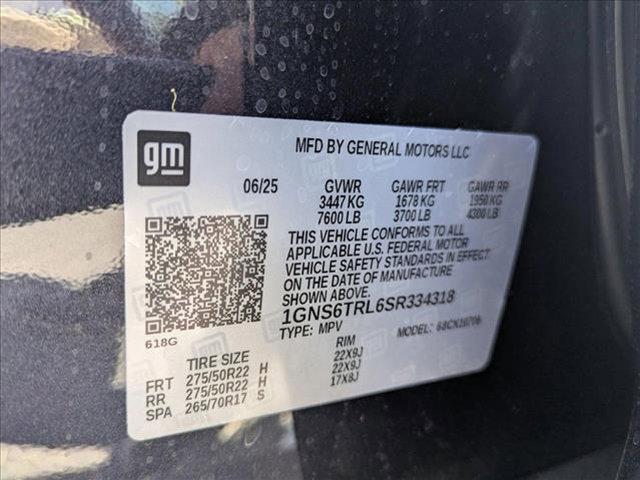 gm
MFD BY GENERAL MOTORS LLC
06/25 GVWR GAWR FRT GAWR RR
3447 KG 1678 KG 1950 KG
7600 LB 3700 LB 4300 LB
THIS VEHICLE CONFORMS TO ALL
APPLICABLE U.S. FEDERAL MOTOR
VEHICLE SAFETY STANDARDS IN EFFECT
ON THE DATE OF MANUFACTURE
SHOWN ABOVE.
1GNS6TRL6SR334318
TYPE: MPV MODEL:
618G
TIRE SIZE RIM
FRT 275/50R22 H 22X9J
RR 275/50R22 H 22X9J
SPA 265/70R17 S 17X8J